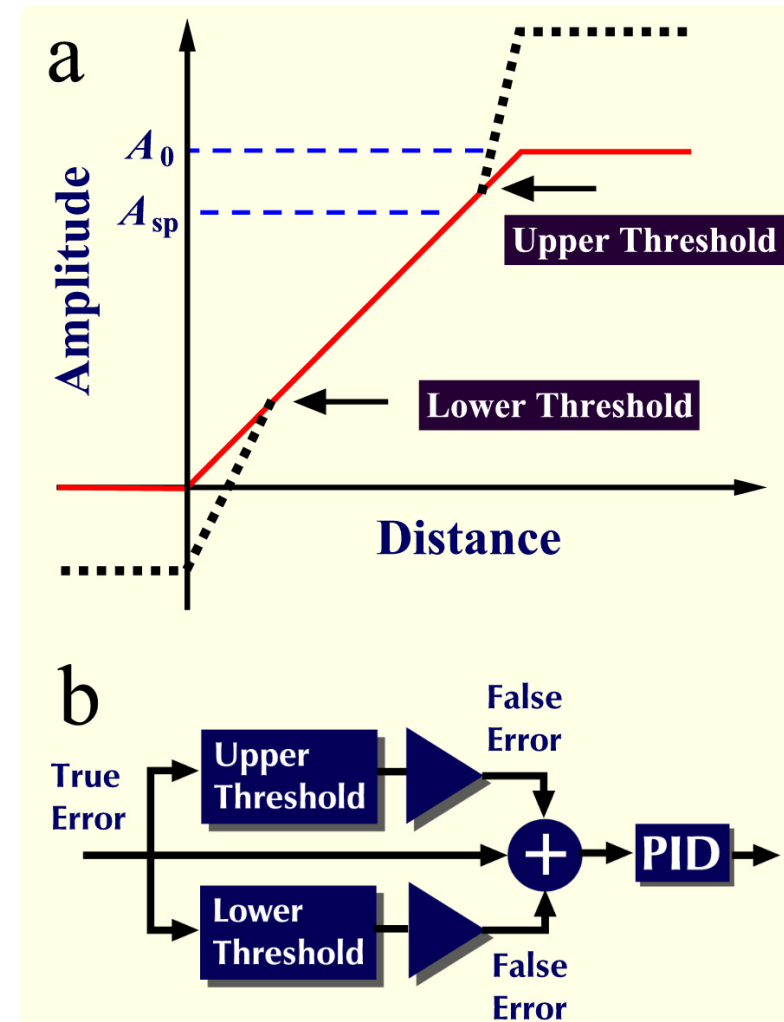 a
A0
Asp
Amplitude
Upper Threshold
Lower Threshold
Distance
b
True
Error
Upper
Threshold
False
Error
+
PID
Lower
Threshold
False
Error